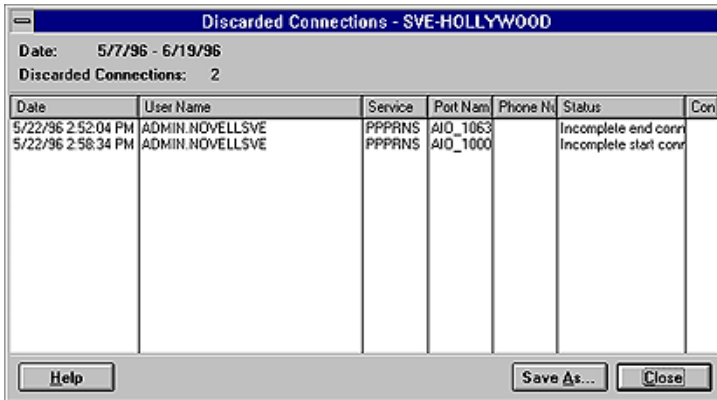 Discarded Connections - SVE-HOLLYWOOD
Date: 5/7/96 - 6/19/96
Discarded Connections: 2
Date User Name Service Port Nam Phone Nu Status Con
5/22/96 2:52:04 PM ADMIN.NOVELLSVE PPPRNS AIO_1063 Incomplete end conn
5/22/96 2:58:34 PM ADMIN.NOVELLSVE PPPRNS AIO_1000 Incomplete start conr
Help Save As... Close